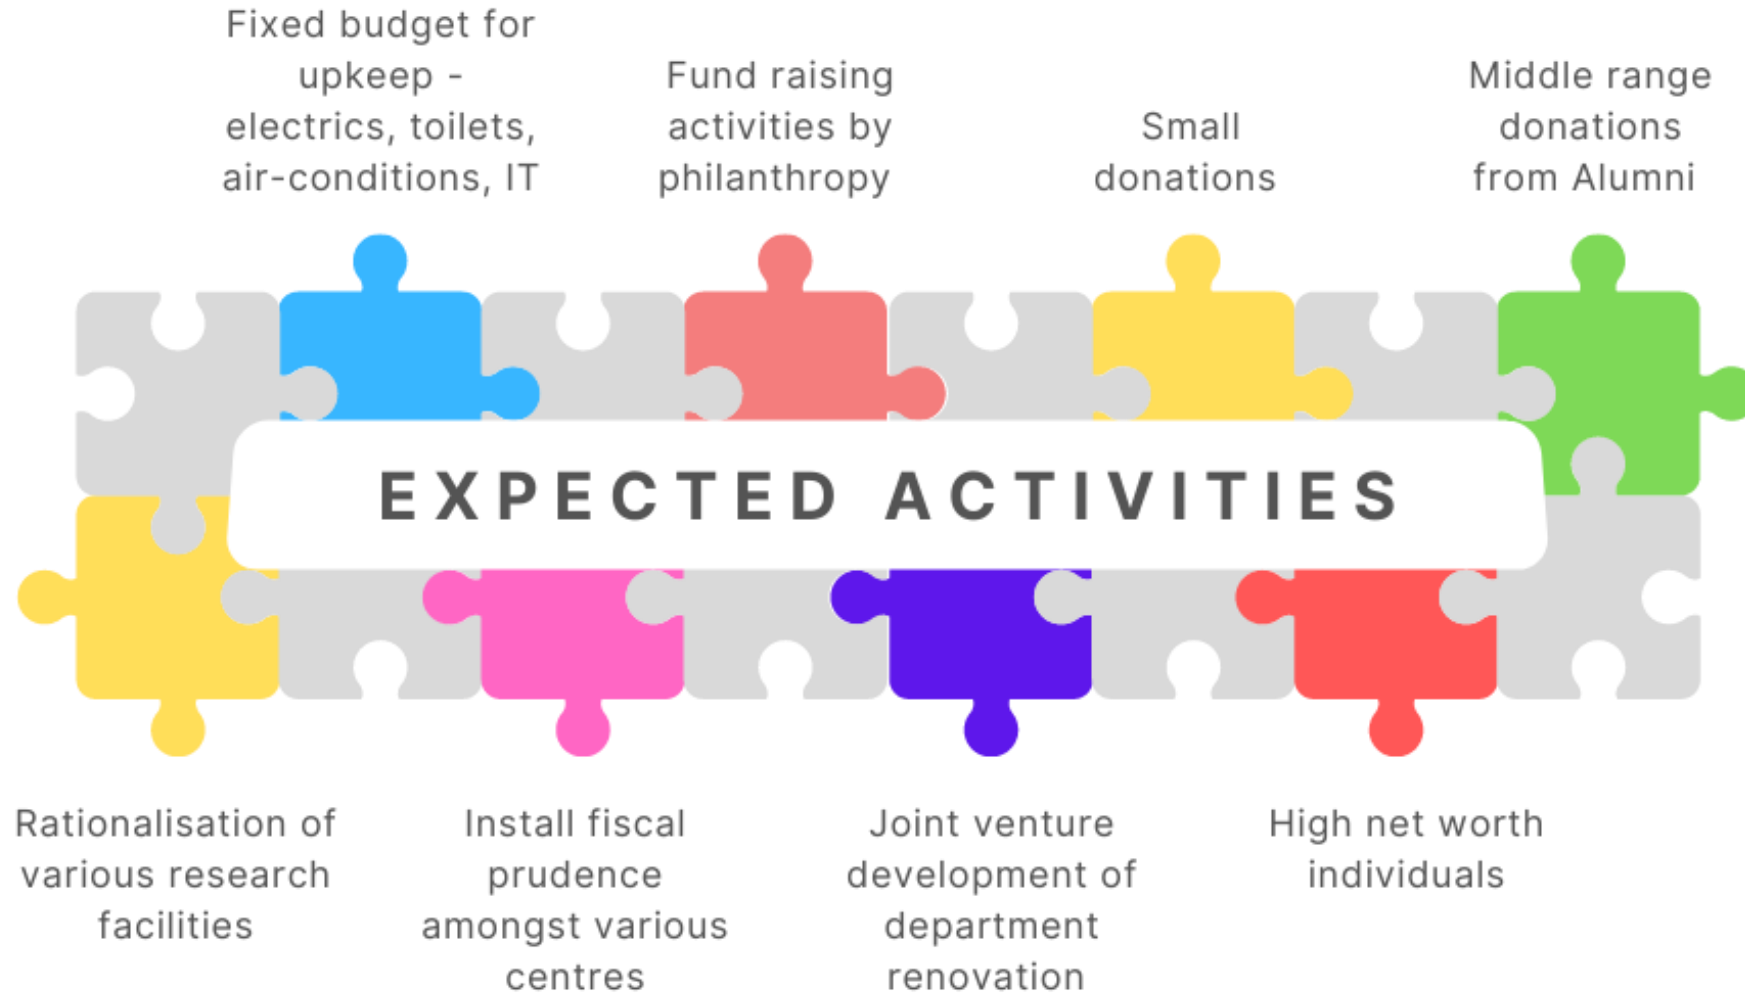 Fixed budget for
upkeep -
electrics, toilets,
air-conditions, IT
Fund raising
activities by
philanthropy
Small
donations
Middle range
donations
from Alumni
EXPECTED ACTIVITIES
Rationalisation of
various research
facilities
Install fiscal
prudence
amongst various
centres
Joint venture
development of
department
renovation
High net worth
individuals